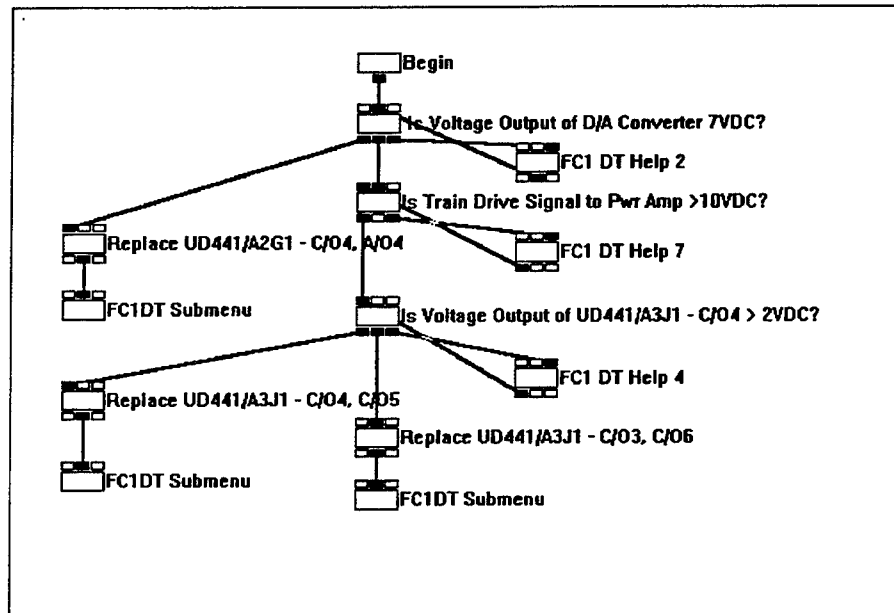 Begin
Is Voltage Output of D/A Converter 7VDC?
FC1 DT Help 2
Is Train Drive Signal to Pwr Amp >10VDC?
Replace UD441/A2G1 - C/O4, A/O4
FC1 DT Help 7
FC1DT Submenu
Is Voltage Output of UD441/A3J1 - C/O4 > 2VDC?
FC1 DT Help 4
Replace UD441/A3J1 - C/O4, C/O5
Replace UD441/A3J1 - C/O3, C/O6
FC1DT Submenu
FC1DT Submenu